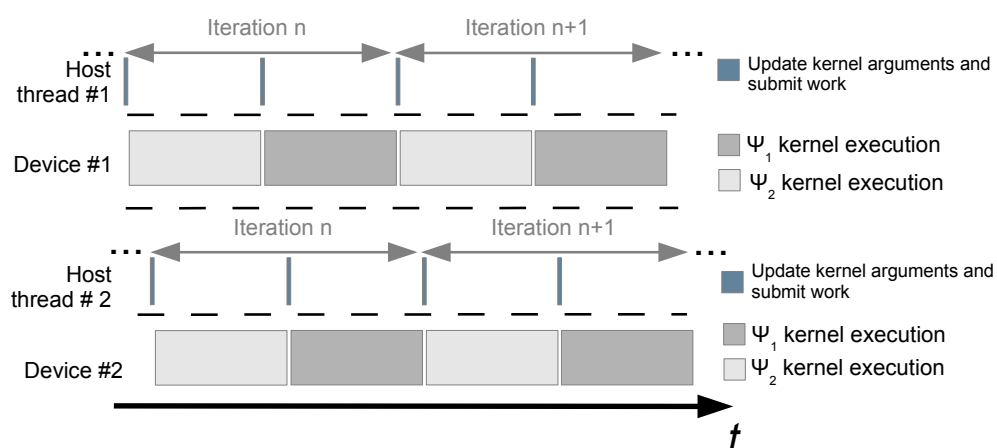 Iteration n
Iteration n+1
...
...
Host
thread #1
Update kernel arguments and
submit work
Device #1
Ψ1 kernel execution
Ψ2 kernel execution
Iteration n
Iteration n+1
...
...
Host
thread # 2
Update kernel arguments and
submit work
Device #2
Ψ1 kernel execution
Ψ2 kernel execution
t